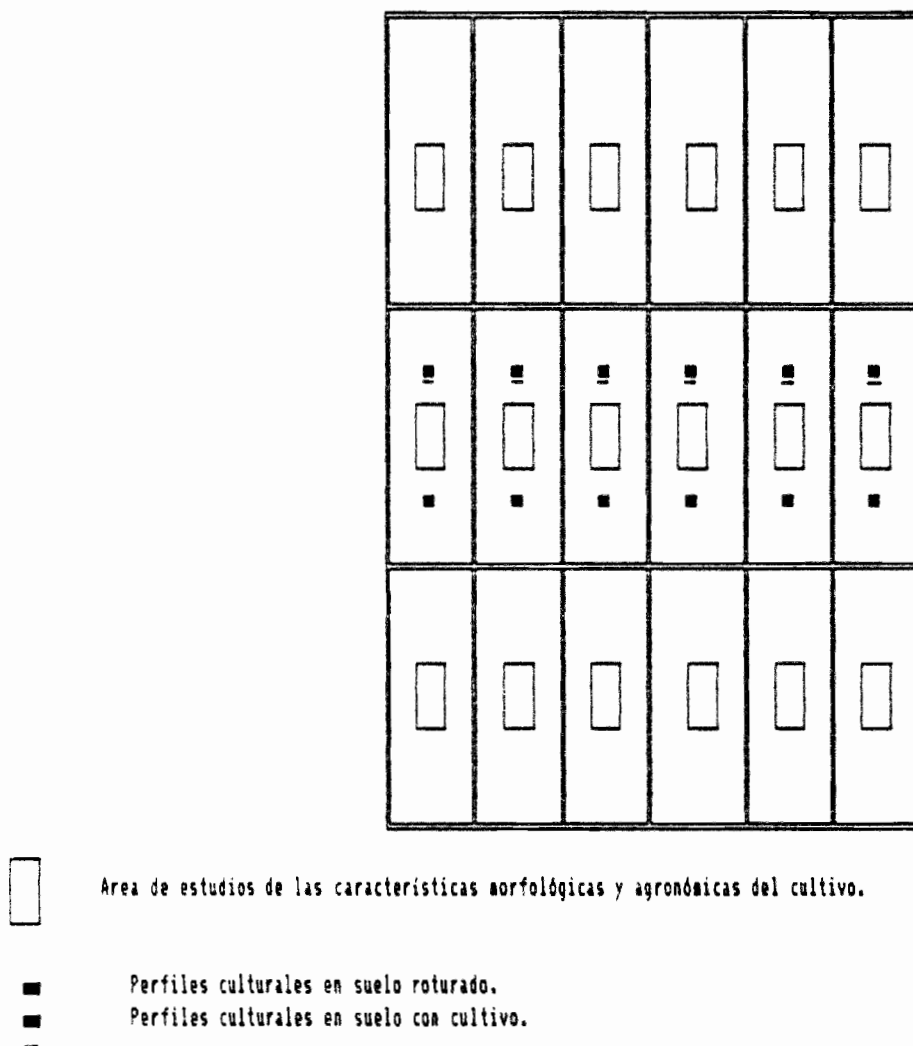 Area de estudios de las características morfológicas y agronómicas del cultivo.
Perfiles culturales en suelo roturado.
Perfiles culturales en suelo con cultivo.